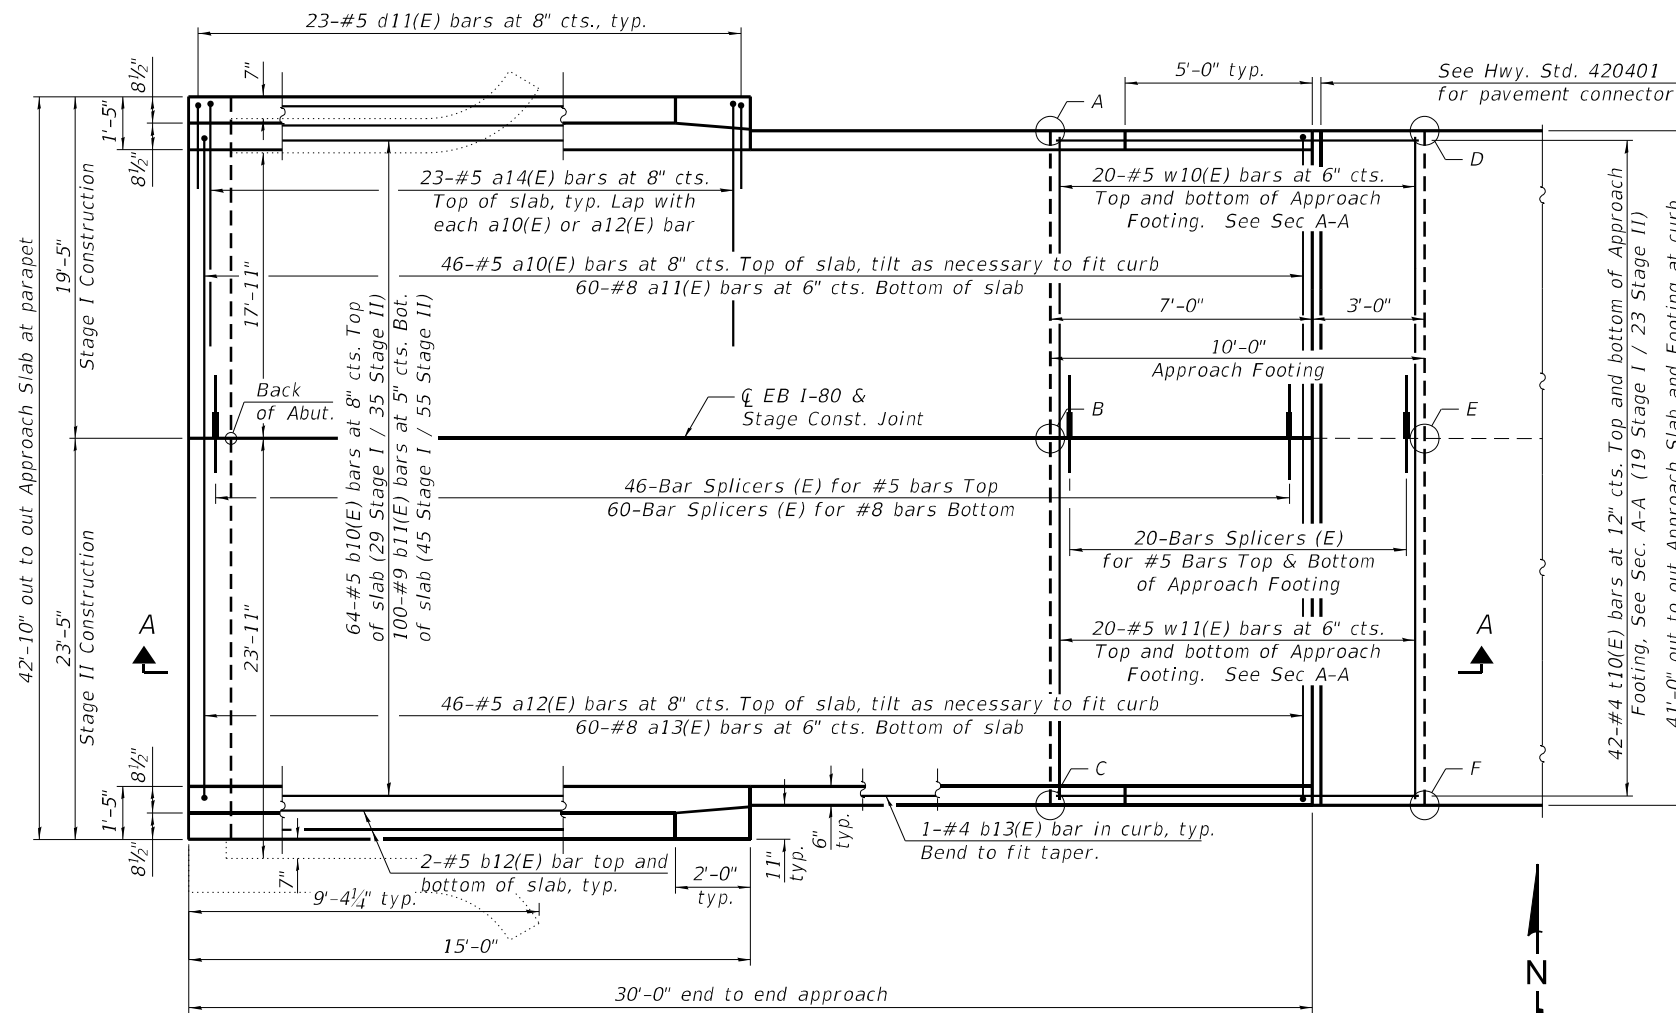 23-#5 d11(E) bars at 8" cts., typ.
8½"
7"
1'-5"
8½"
5'-0" typ.
See Hwy. Std. 420401
for pavement connector
A
D
23-#5 a14(E) bars at 8" cts.
Top of slab, typ. Lap with
each a10(E) or a12(E) bar
20-#5 w10(E) bars at 6" cts.
Top and bottom of Approach
Footing. See Sec A-A
46-#5 a10(E) bars at 8" cts. Top of slab, tilt as necessary to fit curb
60-#8 a11(E) bars at 6" cts. Bottom of slab
42'-10" out to out Approach Slab at parapet
19'-5"
Stage I Construction
17'-11"
7'-0"
3'-0"
10'-0"
Approach Footing
Back
of Abut.
64-#5 b10(E) bars at 8" cts. Top
of slab (29 Stage I / 35 Stage II)
100-#9 b11(E) bars at 5" cts. Bot.
of slab (45 Stage I / 55 Stage II)
℄ EB I-80 &
Stage Const. Joint
B
E
42-#4 t10(E) bars at 12" cts. Top and bottom of Approach
Footing, See Sec. A-A (19 Stage I / 23 Stage II)
41'-0" out to out Approach Slab and Footing at curb
46-Bar Splicers (E) for #5 bars Top
60-Bar Splicers (E) for #8 bars Bottom
20-Bars Splicers (E)
for #5 Bars Top & Bottom
of Approach Footing
23'-5"
Stage II Construction
23'-11"
A
A
20-#5 w11(E) bars at 6" cts.
Top and bottom of Approach
Footing. See Sec A-A
46-#5 a12(E) bars at 8" cts. Top of slab, tilt as necessary to fit curb
60-#8 a13(E) bars at 6" cts. Bottom of slab
8½"
1'-5"
8½"
C
F
7"
2-#5 b12(E) bar top and
bottom of slab, typ.
2'-0"
typ.
11"
typ.
6"
typ.
1-#4 b13(E) bar in curb, typ.
Bend to fit taper.
9'-4¼" typ.
15'-0"
30'-0" end to end approach
N